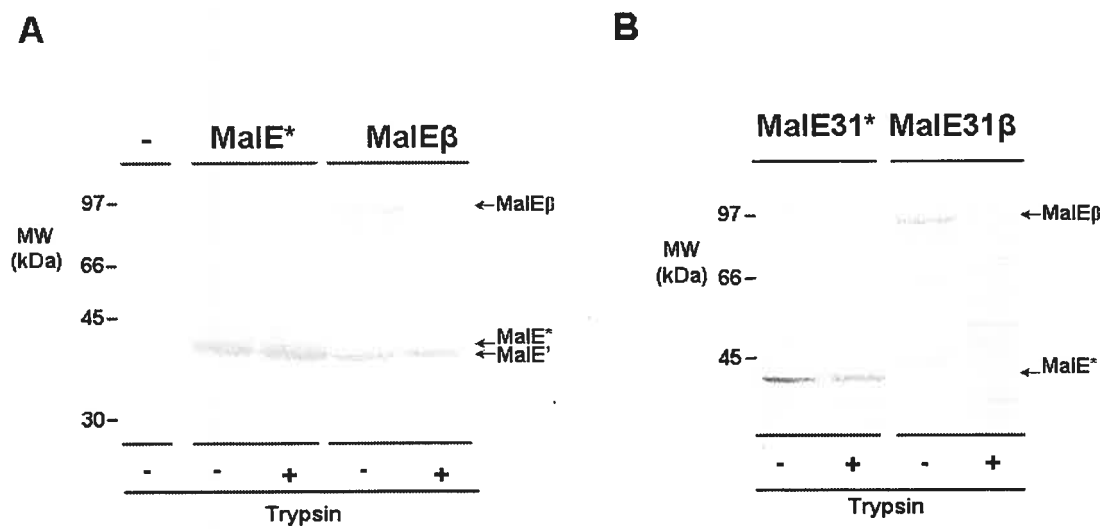 A
- MalE* MalEβ
97-
MW
(kDa)
66-
45-
30-
←MalEβ
←MalE*
←MalE'
- - + - +
Trypsin
B
MalE31* MalE31β
97-
MW
(kDa)
66-
45-
←MalEβ
←MalE*
- + - +
Trypsin